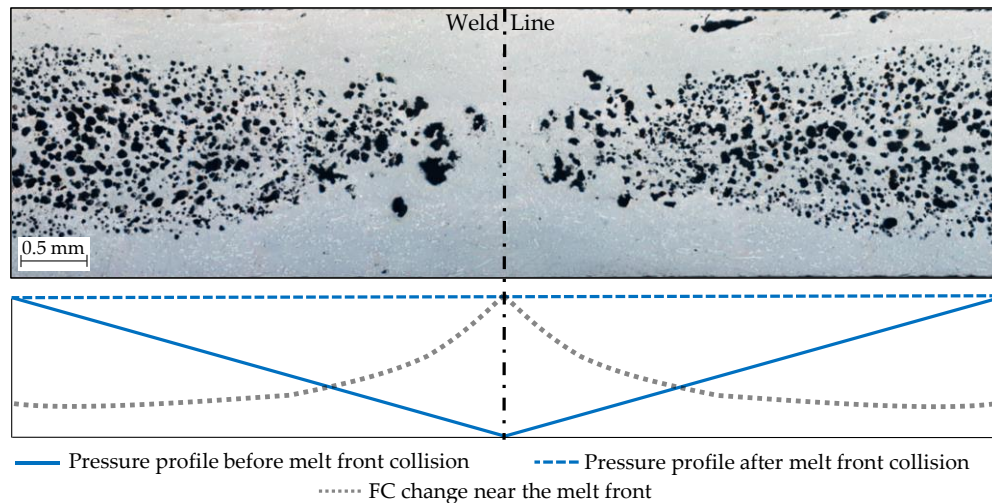 Weld Line
0.5 mm
Pressure profile before melt front collision
Pressure profile after melt front collision
FC change near the melt front